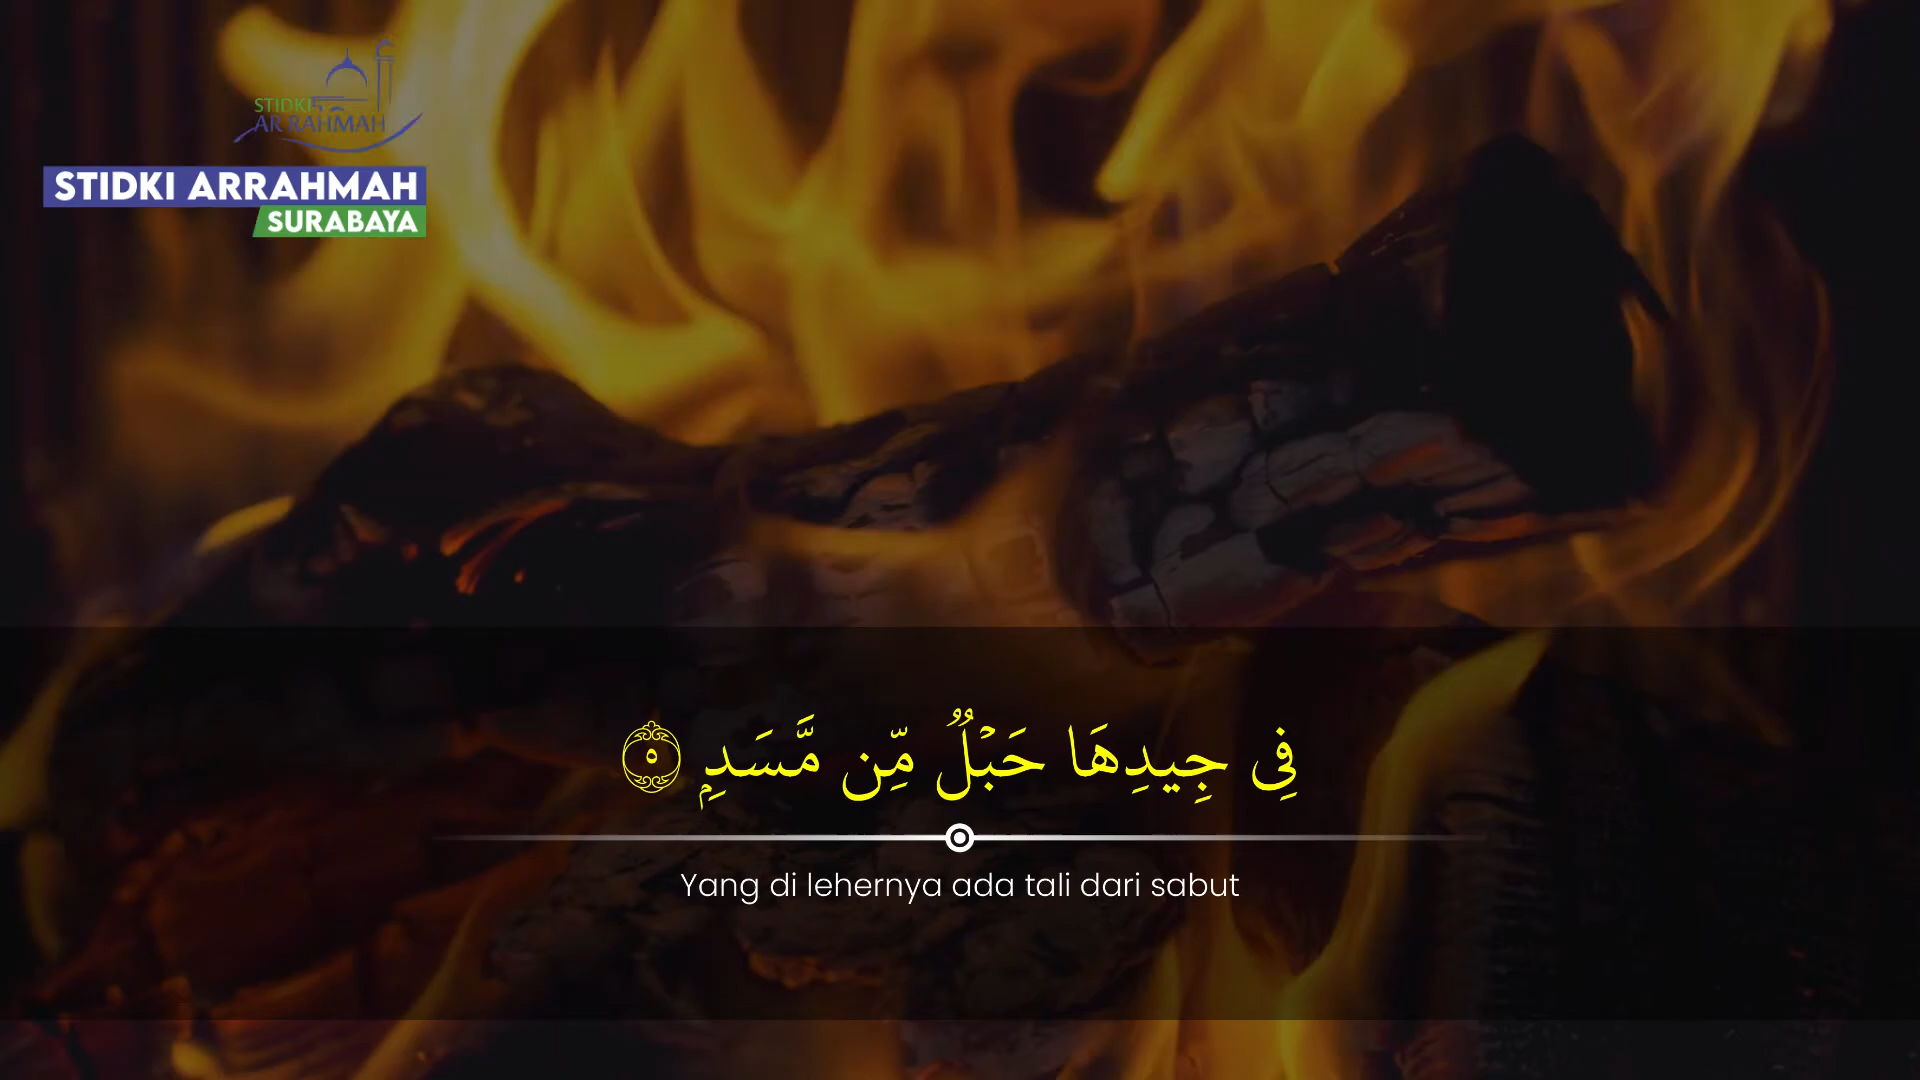 STIDKI
AR RAHMAH
STIDKI ARRAHMAH
SURABAYA
فِى جِيدِهَا حَبْلٌ مِّن مَّسَدٍۭ ٥
Yang di lehernya ada tali dari sabut